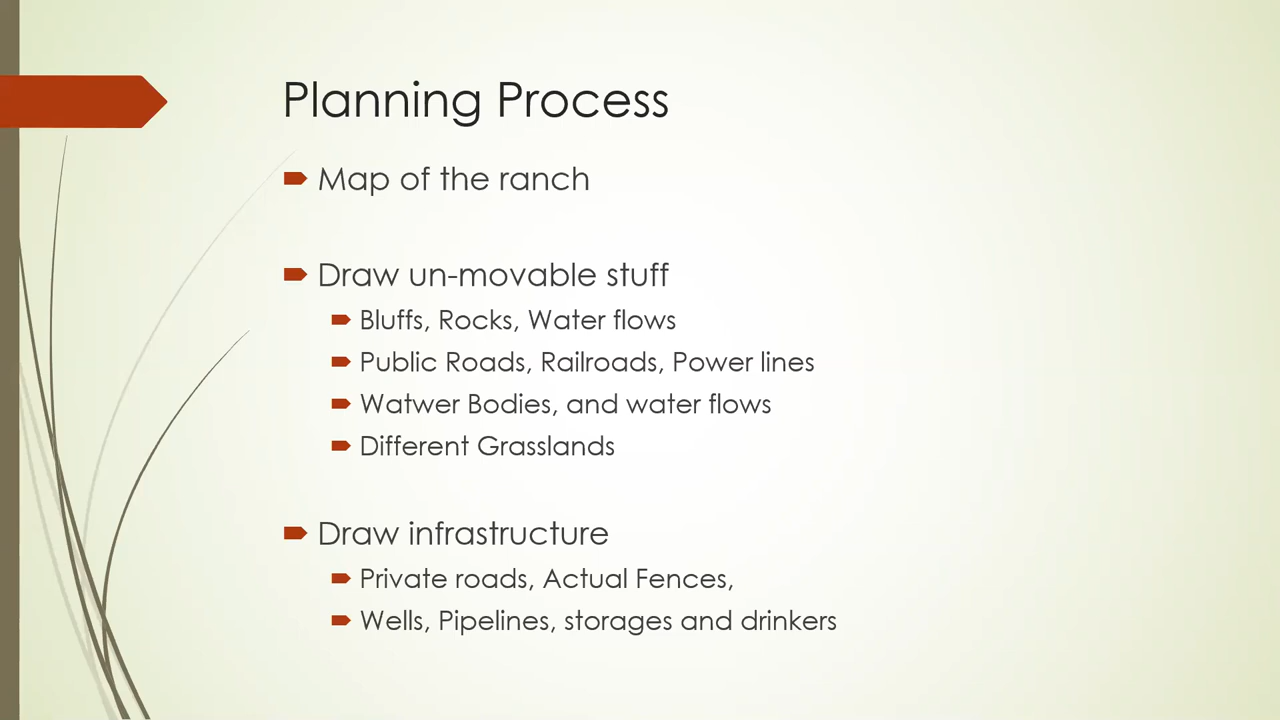 Planning Process
Map of the ranch
Draw un-movable stuff
Bluffs, Rocks, Water flows
Public Roads, Railroads, Power lines
Watwer Bodies, and water flows
Different Grasslands
Draw infrastructure
Private roads, Actual Fences,
Wells, Pipelines, storages and drinkers